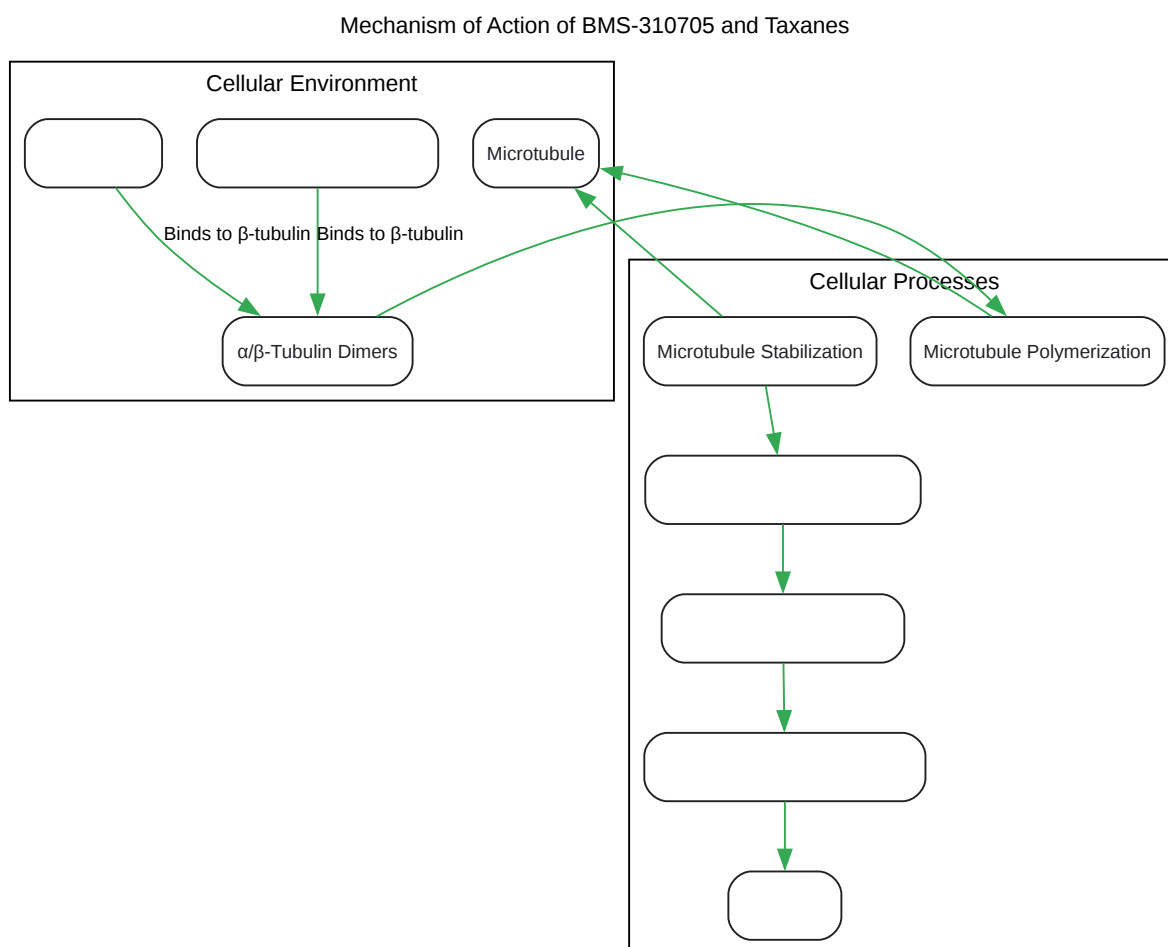 Mechanism of Action of BMS-310705 and Taxanes
Cellular Environment
Microtubule
Binds to β-tubulin
Binds to β-tubulin
α/β-Tubulin Dimers
Cellular Processes
Microtubule Stabilization
Microtubule Polymerization